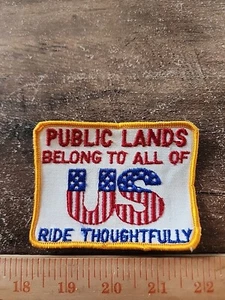 PUBLIC LANDS
BELONG TO ALL OF
US
RIDE THOUGHTFULLY
18 19 20 21 22